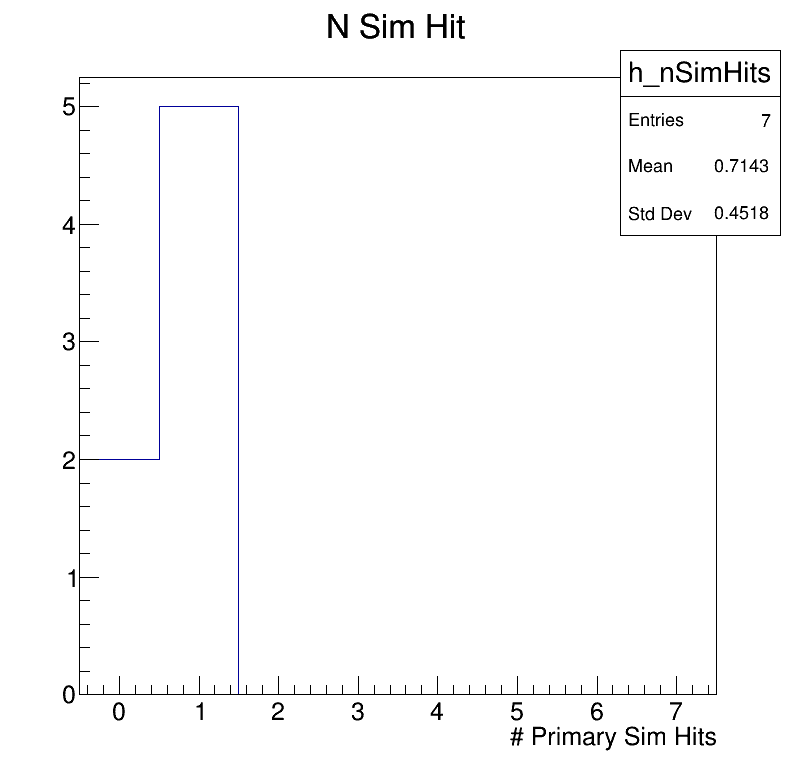 N Sim Hit
h_nSimHits
Entries 7
Mean 0.7143
Std Dev 0.4518
5
4
3
2
1
0
0 1 2 3 4 5 6 7
# Primary Sim Hits